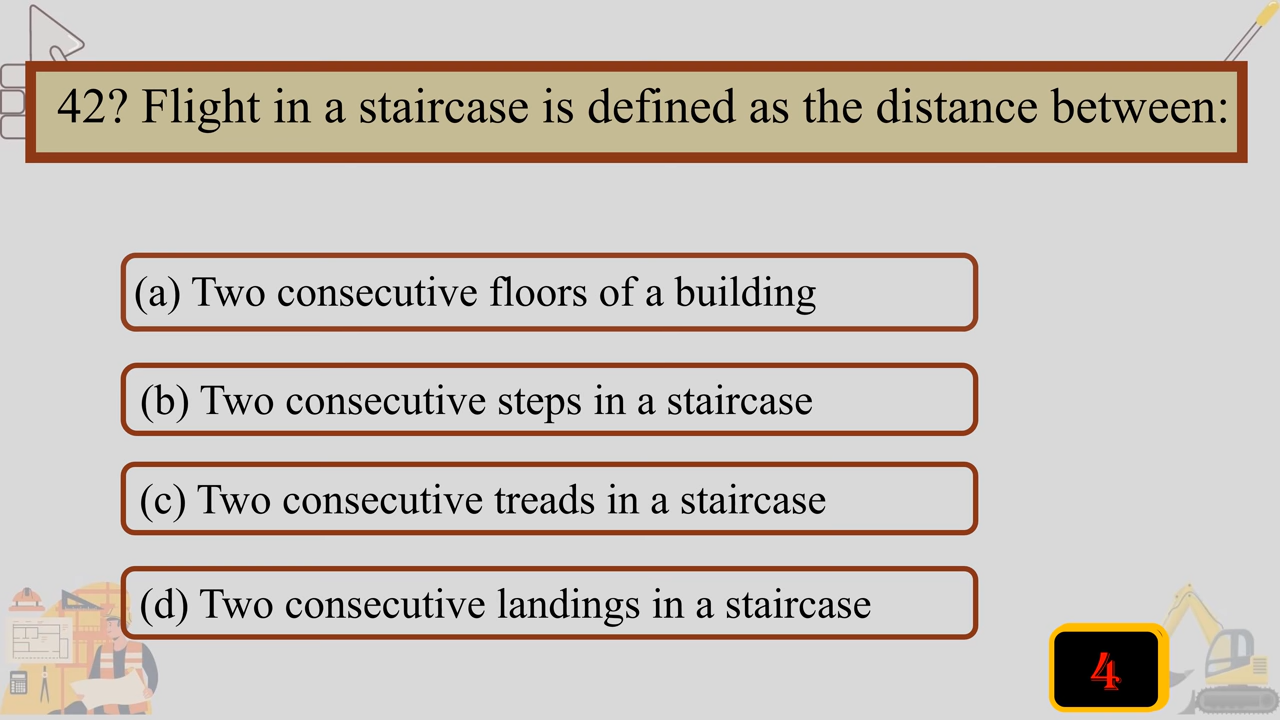 42? Flight in a staircase is defined as the distance between:
(a) Two consecutive floors of a building
(b) Two consecutive steps in a staircase
(c) Two consecutive treads in a staircase
(d) Two consecutive landings in a staircase
4